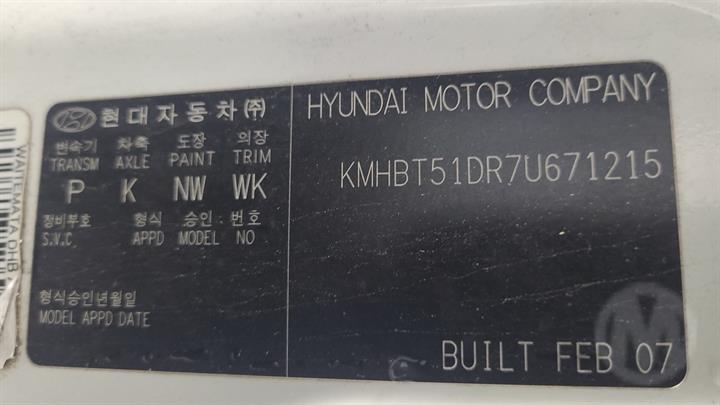 현대자동차㈜
HYUNDAI MOTOR COMPANY
변속기 차축 도장 의장
TRANSM AXLE PAINT TRIM
P K NW WK
정비부호 형식 승인·번호
S.V.C. APPD MODEL NO
형식승인년월일
MODEL APPD DATE
KMHBT51DR7U671215
BUILT FEB 07
WAITEMATA DHB
M